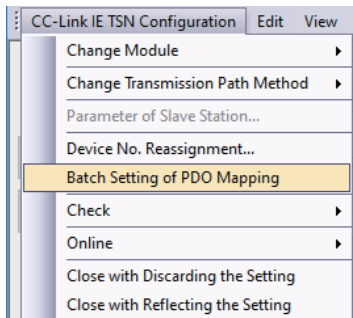 CC-Link IE TSN Configuration Edit View
Change Module
Change Transmission Path Method
Parameter of Slave Station...
Device No. Reassignment...
Batch Setting of PDO Mapping
Check
Online
Close with Discarding the Setting
Close with Reflecting the Setting